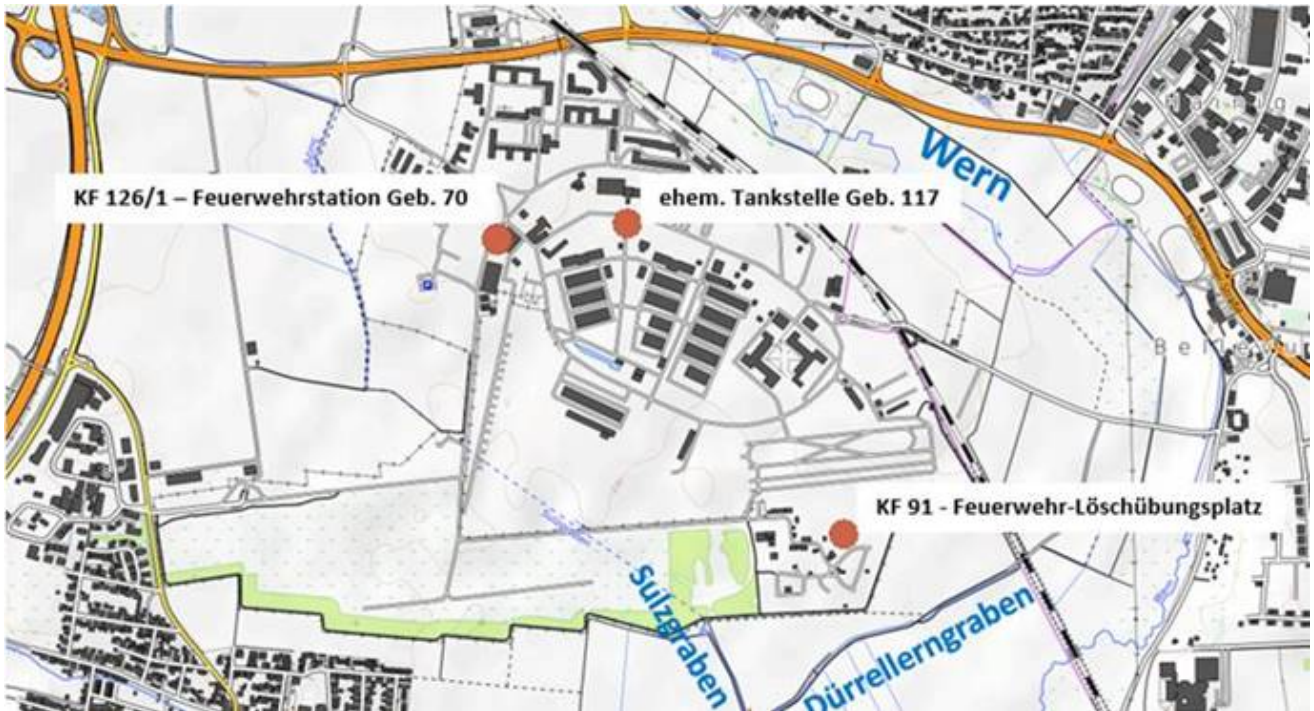 Wern
KF 126/1 – Feuerwehrstation Geb. 70
ehem. Tankstelle Geb. 117
KF 91 - Feuerwehr-Löschübungsplatz
Sulzgraben
Dürrellerngraben